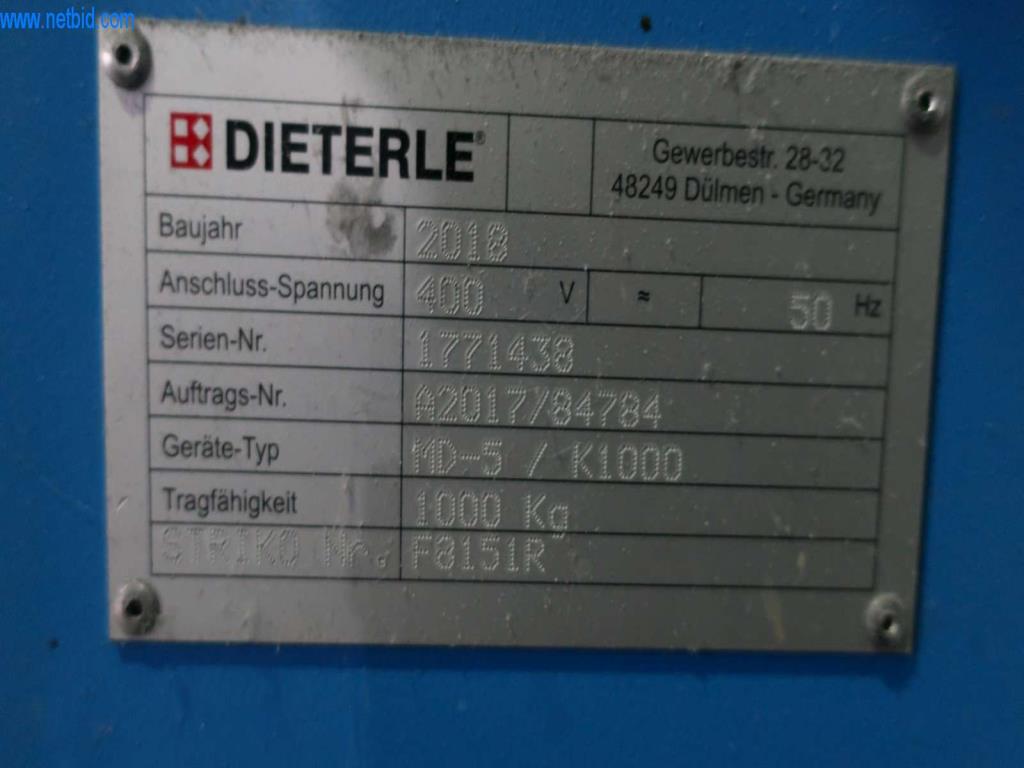 www.netbid.com
DIETERLE®
Gewerbestr. 28-32
48249 Dülmen - Germany
Baujahr 2018
Anschluss-Spannung 400 V ≈ 50 Hz
Serien-Nr. 1771438
Auftrags-Nr. A2017/84784
Geräte-Typ MD-5 / K1000
Tragfähigkeit 1000 Kg
STRIKO Nr. F8151R